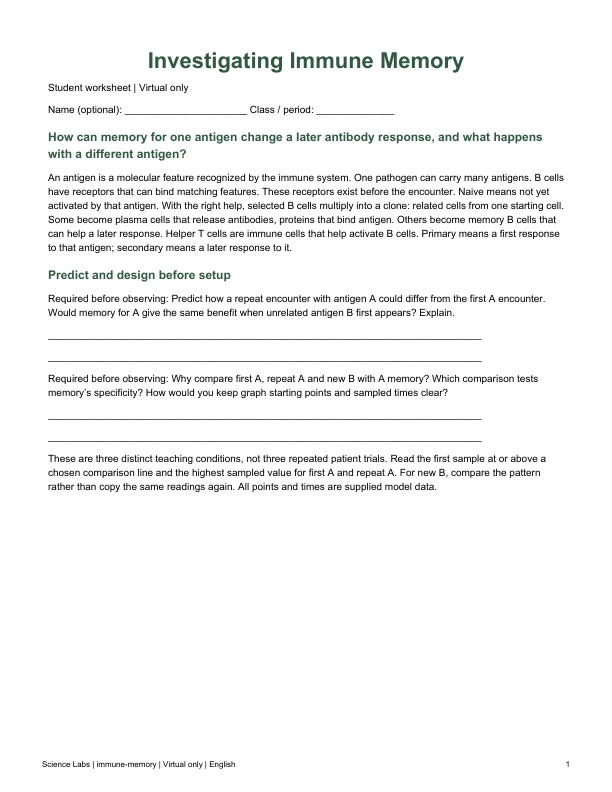 Investigating Immune Memory
Student worksheet | Virtual only
Name (optional): ______________________ Class / period: ______________
How can memory for one antigen change a later antibody response, and what happens
with a different antigen?
An antigen is a molecular feature recognized by the immune system. One pathogen can carry many antigens. B cells
have receptors that can bind matching features. These receptors exist before the encounter. Naive means not yet
activated by that antigen. With the right help, selected B cells multiply into a clone: related cells from one starting cell.
Some become plasma cells that release antibodies, proteins that bind antigen. Others become memory B cells that
can help a later response. Helper T cells are immune cells that help activate B cells. Primary means a first response
to that antigen; secondary means a later response to it.
Predict and design before setup
Required before observing: Predict how a repeat encounter with antigen A could differ from the first A encounter.
Would memory for A give the same benefit when unrelated antigen B first appears? Explain.
______________________________________________________________________________
______________________________________________________________________________
Required before observing: Why compare first A, repeat A and new B with A memory? Which comparison tests
memory's specificity? How would you keep graph starting points and sampled times clear?
______________________________________________________________________________
______________________________________________________________________________
These are three distinct teaching conditions, not three repeated patient trials. Read the first sample at or above a
chosen comparison line and the highest sampled value for first A and repeat A. For new B, compare the pattern
rather than copy the same readings again. All points and times are supplied model data.
Science Labs | immune-memory | Virtual only | English 1